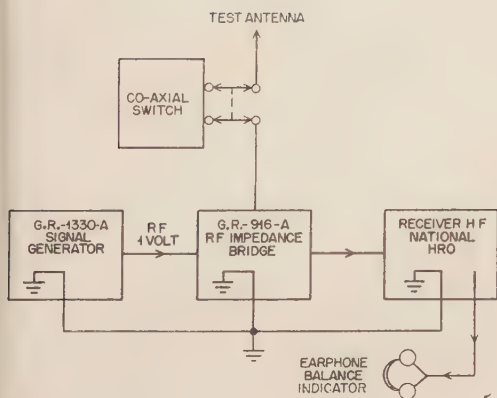 TEST ANTENNA
CO-AXIAL
SWITCH
G.R.-1330-A
SIGNAL
GENERATOR
RF
1 VOLT
G.R.-916-A
RF IMPEDANCE
BRIDGE
RECEIVER H F
NATIONAL
HRO
EARPHONE
BALANCE
INDICATOR